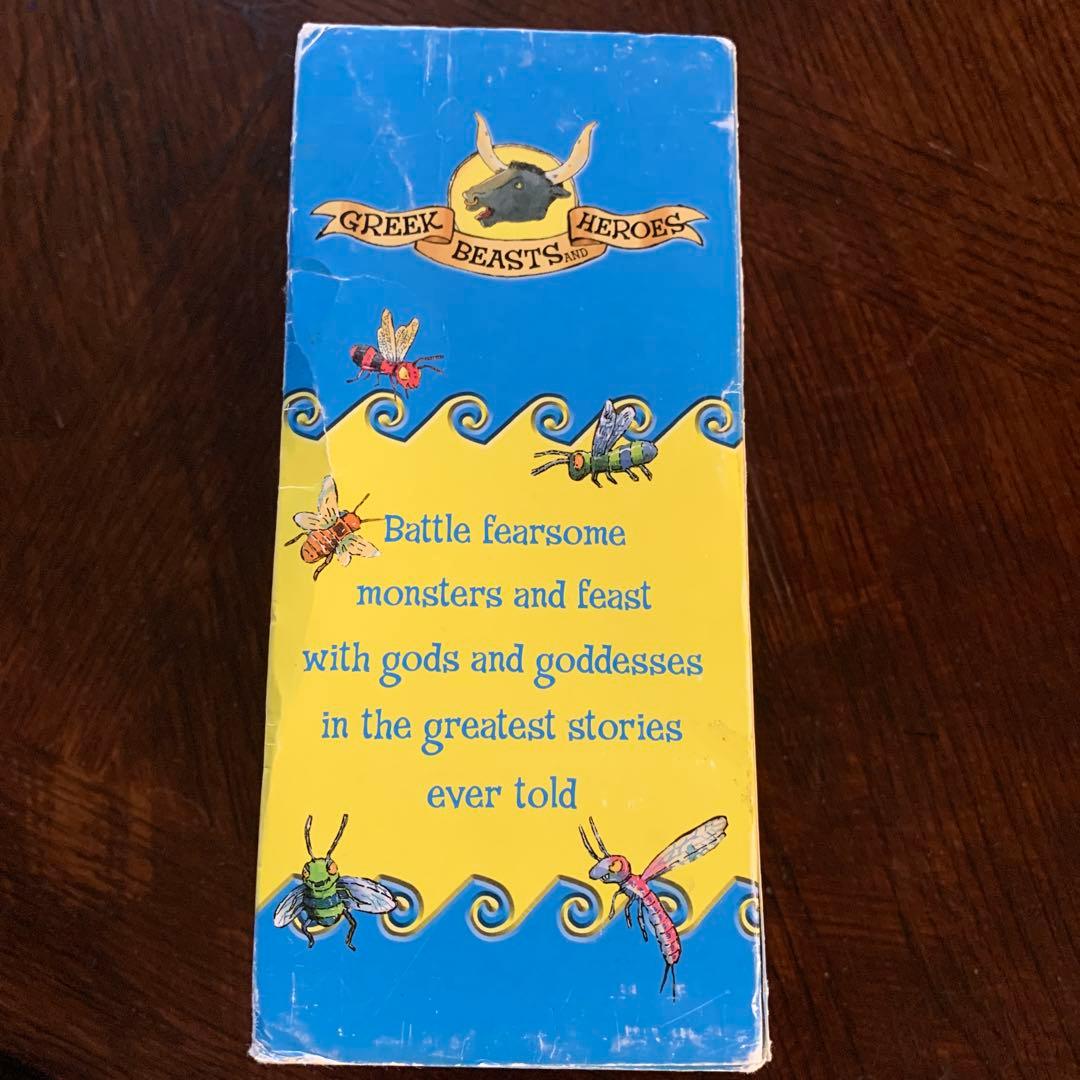 GREEK BEASTS AND HEROES
Battle fearsome
monsters and feast
with gods and goddesses
in the greatest stories
ever told